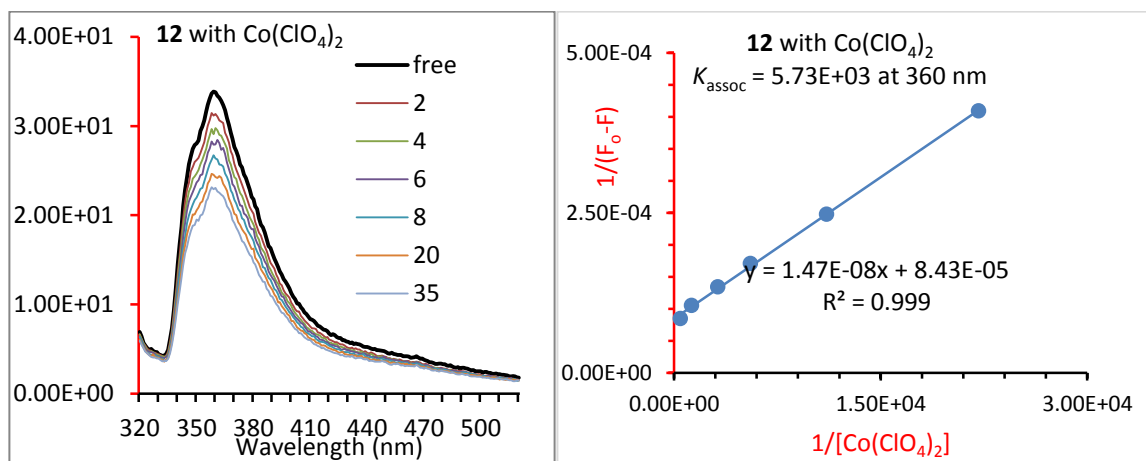 12 with Co(ClO4)2
4.00E+01
3.00E+01
2.00E+01
1.00E+01
0.00E+00
free
2
4
6
8
20
35
320 350 380 410 440 470 500
Wavelength (nm)
12 with Co(ClO4)2
Kassoc = 5.73E+03 at 360 nm
5.00E-04
2.50E-04
0.00E+00
1/(Fo-F)
y = 1.47E-08x + 8.43E-05
R² = 0.999
0.00E+00 1.50E+04 3.00E+04
1/[Co(ClO4)2]